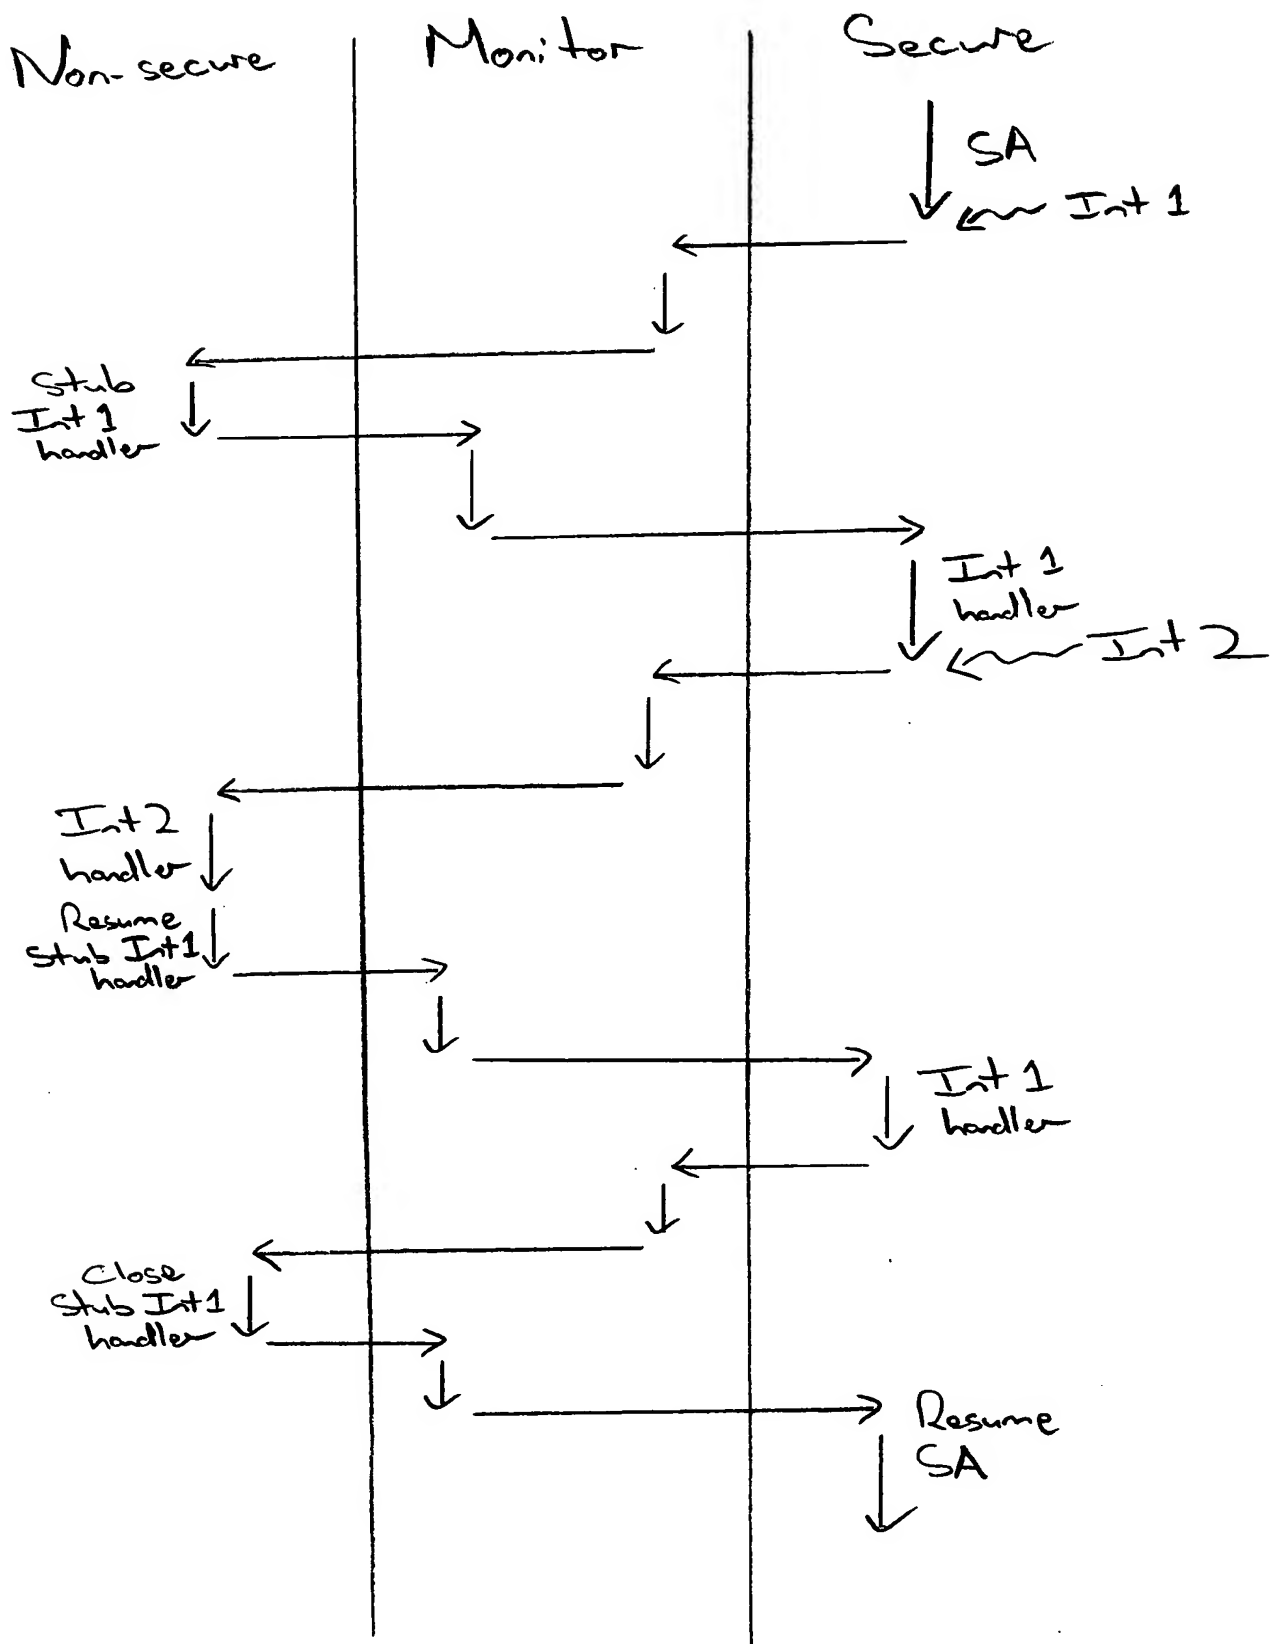 Non-secure
Monitor
Secure
SA
Int 1
Stub
Int 1
handler
Int 1
handler
Int 2
Int 2
handler
Resume
Stub Int 1
handler
Int 1
handler
Close
Stub Int 1
handler
Resume
SA